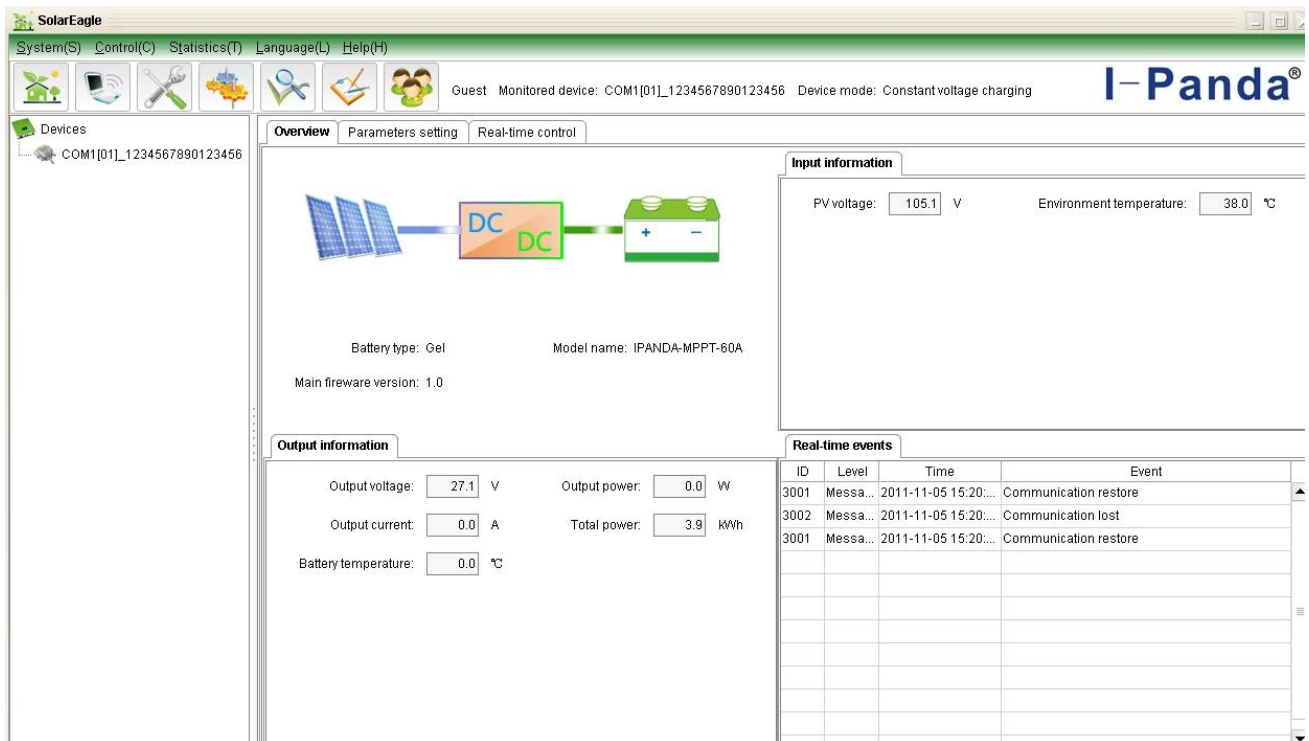 SolarEagle
System(S) Control(C) Statistics(T) Language(L) Help(H)
Guest Monitored device: COM1[01]_1234567890123456 Device mode: Constant voltage charging
I-Panda®
Devices
COM1[01]_1234567890123456
Overview Parameters setting Real-time control
DC
DC
+ −
Battery type: Gel Model name: IPANDA-MPPT-60A
Main fireware version: 1.0
Input information
PV voltage: 105.1 V Environment temperature: 38.0 ℃
Output information
Output voltage: 27.1 V Output power: 0.0 W
Output current: 0.0 A Total power: 3.9 kWh
Battery temperature: 0.0 ℃
Real-time events
ID Level Time Event
3001 Messa... 2011-11-05 15:20:... Communication restore
3002 Messa... 2011-11-05 15:20:... Communication lost
3001 Messa... 2011-11-05 15:20:... Communication restore